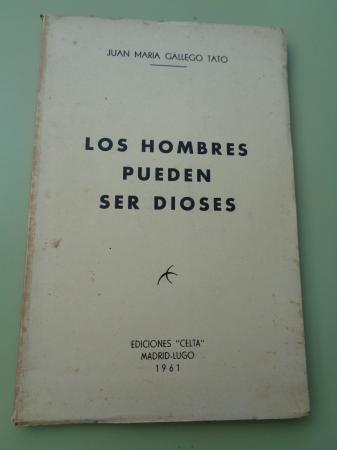 JUAN MARIA GALLEGO TATO
LOS HOMBRES
PUEDEN
SER DIOSES
EDICIONES "CELTA"
MADRID-LUGO
1961